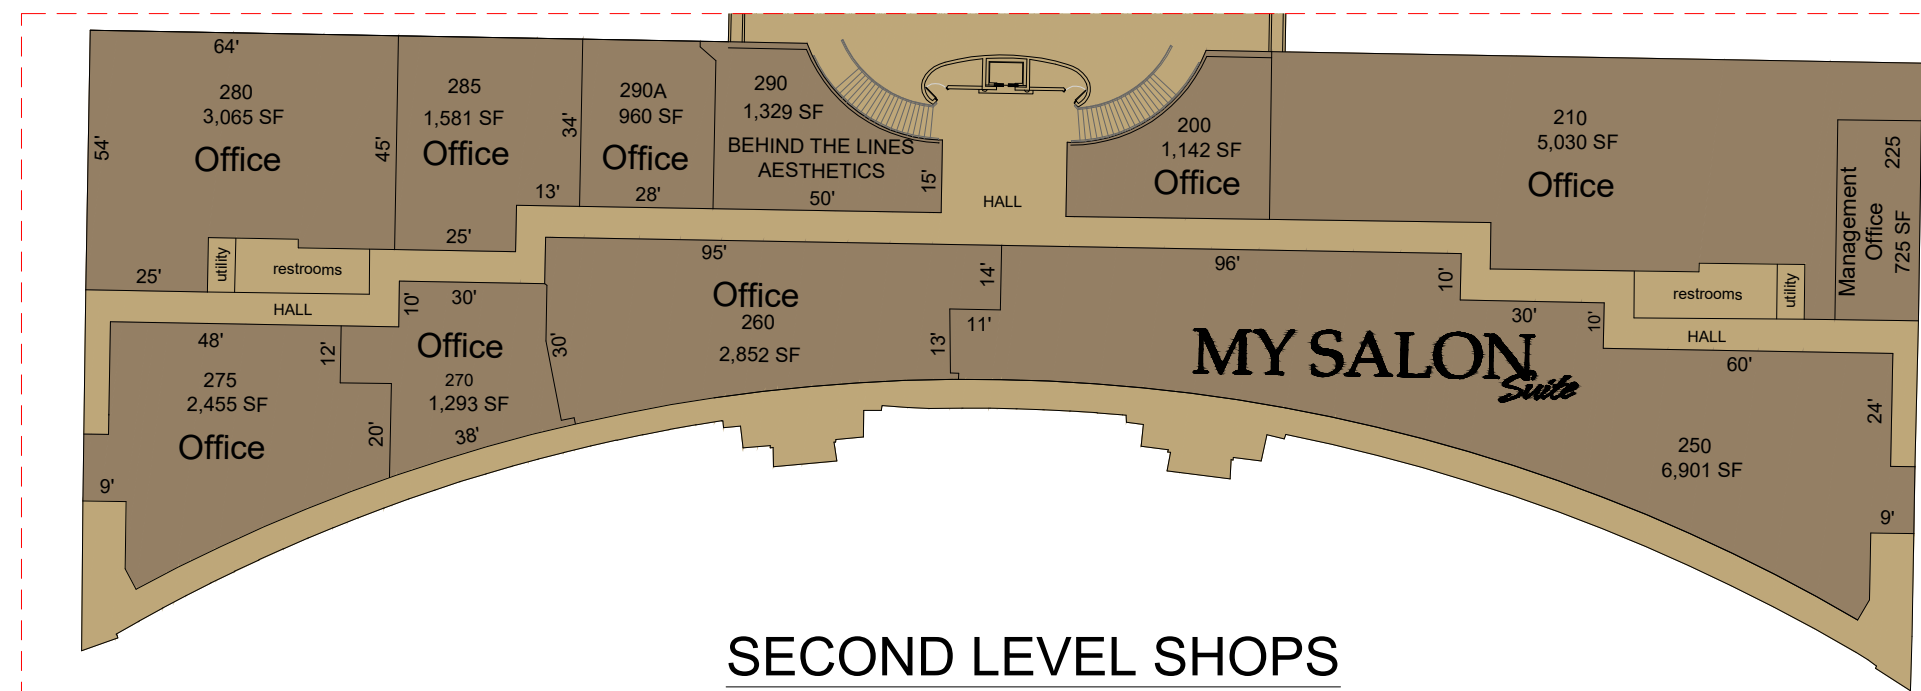 64'
280
3,065 SF
Office
54'
45'
25'
285
1,581 SF
Office
34'
13'
25'
290A
960 SF
Office
28'
290
1,329 SF
BEHIND THE LINES
AESTHETICS
50'
15'
HALL
200
1,142 SF
Office
210
5,030 SF
Office
Management
Office
225
725 SF
utility
restrooms
HALL
10'
30'
Office
270
1,293 SF
38'
30'
48'
12'
275
2,455 SF
Office
20'
9'
95'
Office
260
2,852 SF
14'
11'
13'
96'
10'
30'
10'
MY SALON
Suite
restrooms
utility
HALL
60'
24'
250
6,901 SF
9'
SECOND LEVEL SHOPS